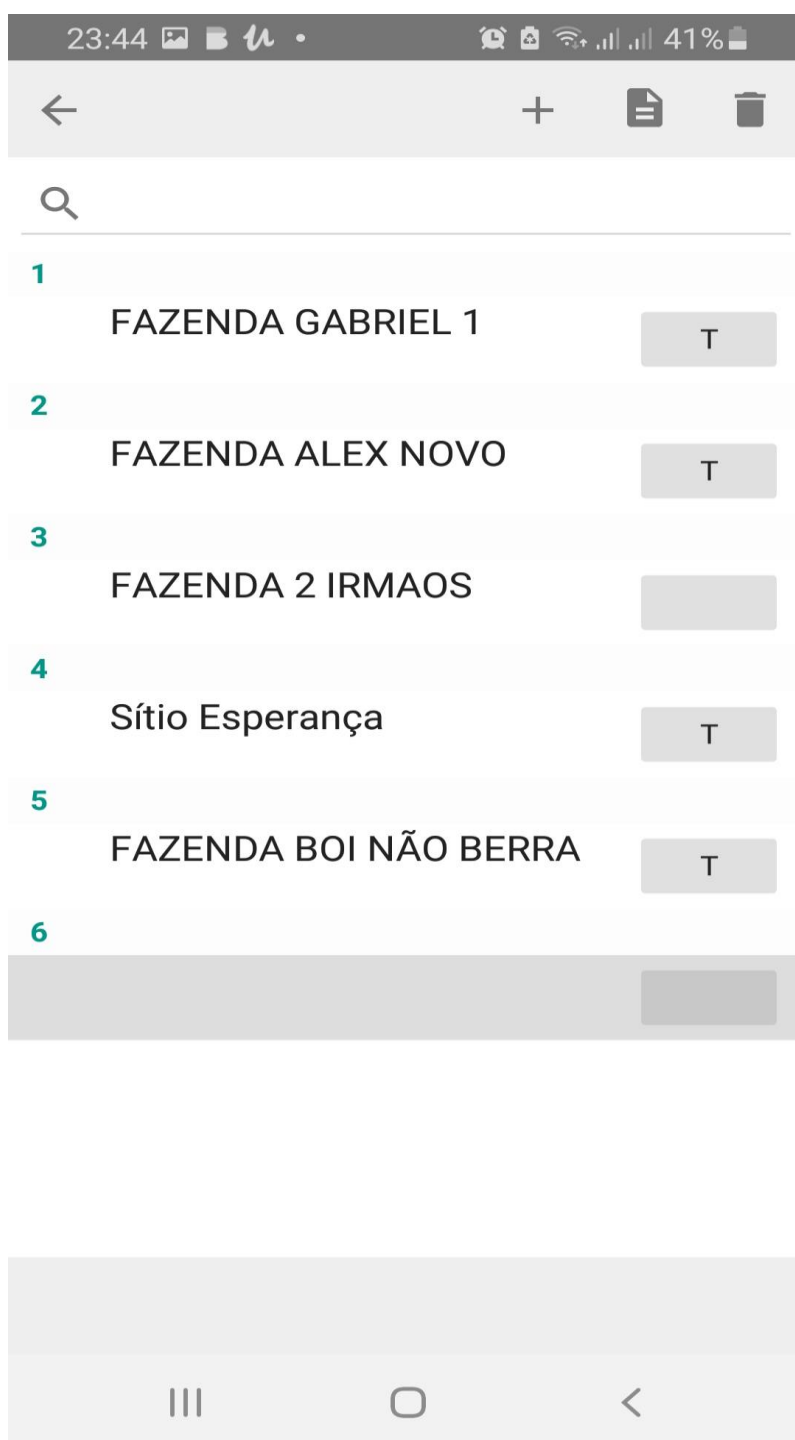 23:44 41%
1
FAZENDA GABRIEL 1 T
2
FAZENDA ALEX NOVO T
3
FAZENDA 2 IRMAOS
4
Sítio Esperança T
5
FAZENDA BOI NÃO BERRA T
6